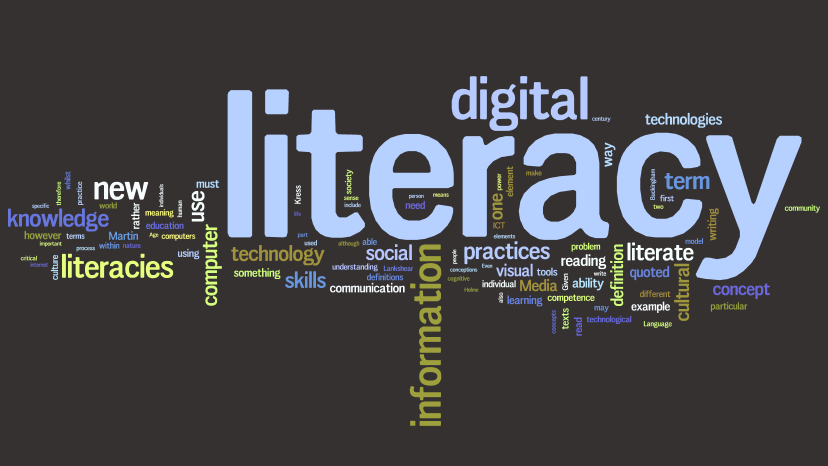 digital
century
technologies
literacy
way
Buckingham
term
first
two
community
make
power
element
one
ICT
elements
person
means
need
society
sense
include
Kress
life
part
used
although
able
must
use
new
practice
whilst
therefore
specific
world
individuals
human
rather
meaning
knowledge
education
Age
computers
however
terms
Martin
important
process
within
nature
using
critical
internet
culture
literacies
computer
technology
something
skills
social
understanding
Lankshear
definitions
communication
information
people
practices
conceptions
Even
cognitive
visual
tools
Holme
individual
also
learning
Media
competence
problem
reading
write
Given
ability
definition
literate
quoted
model
writing
cultural
different
example
concept
particular
may
texts
concepts
read
technological
Language